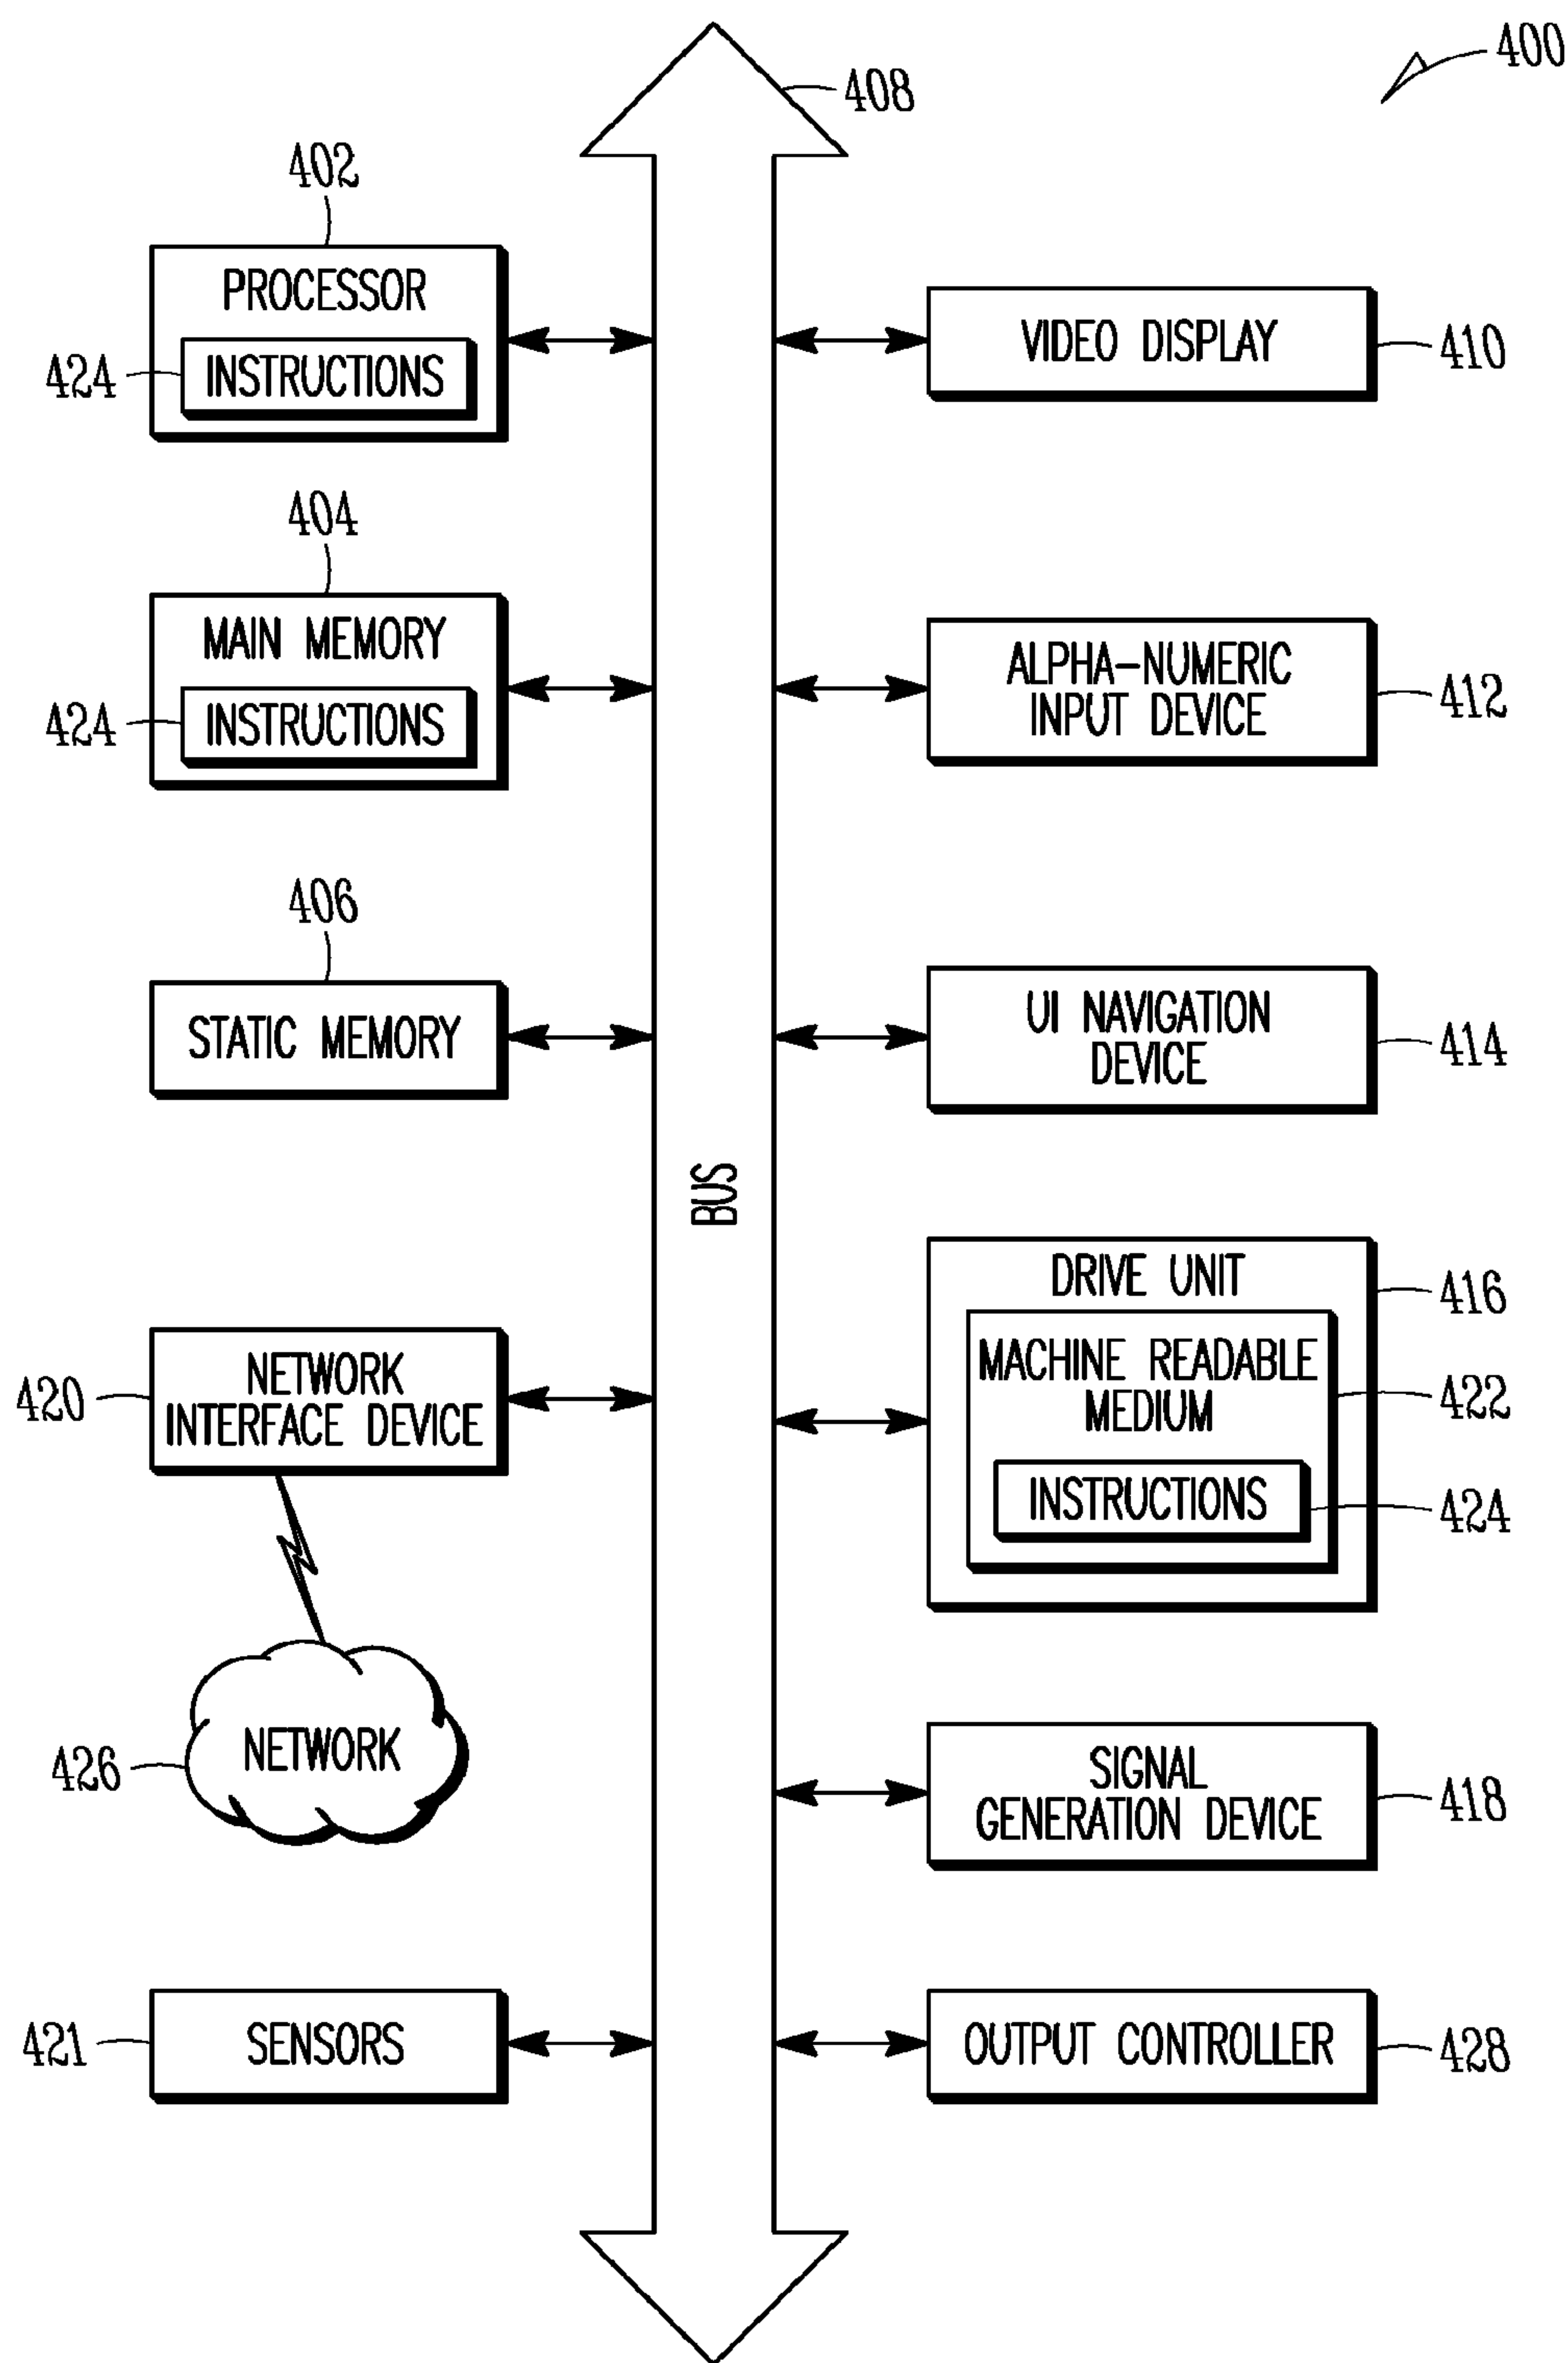 400
408
402
PROCESSOR
424
INSTRUCTIONS
404
MAIN MEMORY
424
INSTRUCTIONS
406
STATIC MEMORY
420
NETWORK
INTERFACE DEVICE
426
NETWORK
421
SENSORS
BUS
VIDEO DISPLAY
410
ALPHA-NUMERIC
INPUT DEVICE
412
UI NAVIGATION
DEVICE
414
DRIVE UNIT
416
MACHINE READABLE
MEDIUM
422
INSTRUCTIONS
424
SIGNAL
GENERATION DEVICE
418
OUTPUT CONTROLLER
428